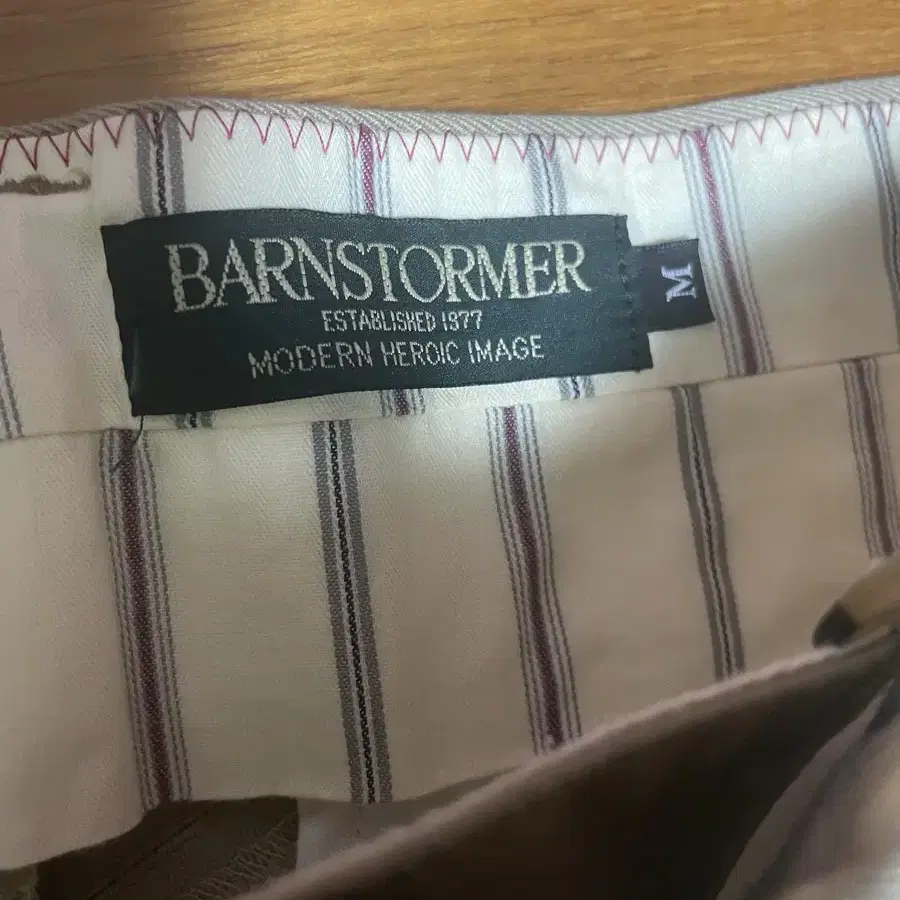 BARNSTORMER
M
ESTABLISHED 1977
MODERN HEROIC IMAGE